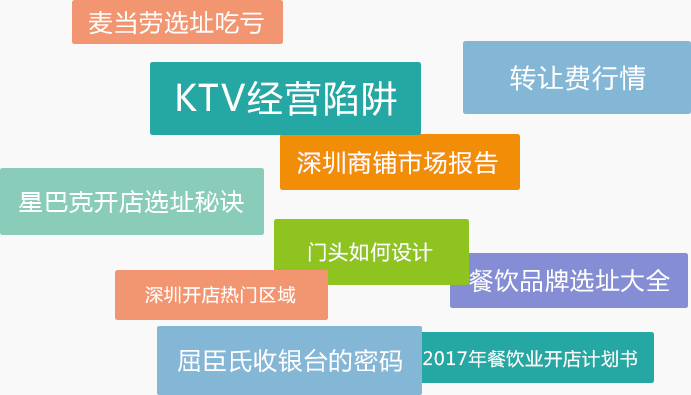 麦当劳选址吃亏
转让费行情
KTV经营陷阱
深圳商铺市场报告
星巴克开店选址秘诀
门头如何设计
餐饮品牌选址大全
深圳开店热门区域
屈臣氏收银台的密码
2017年餐饮业开店计划书